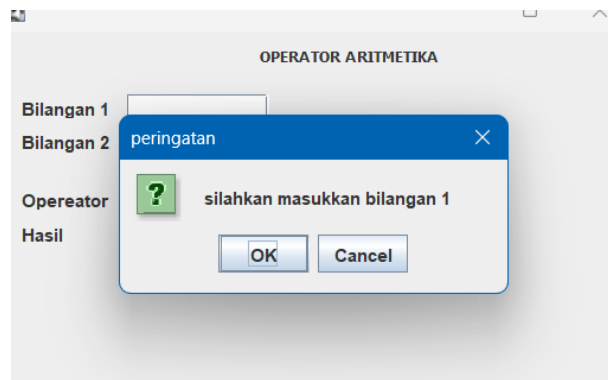 OPERATOR ARITMETIKA
Bilangan 1
Bilangan 2
peringatan
?
silahkan masukkan bilangan 1
Opereator
Hasil
OK Cancel